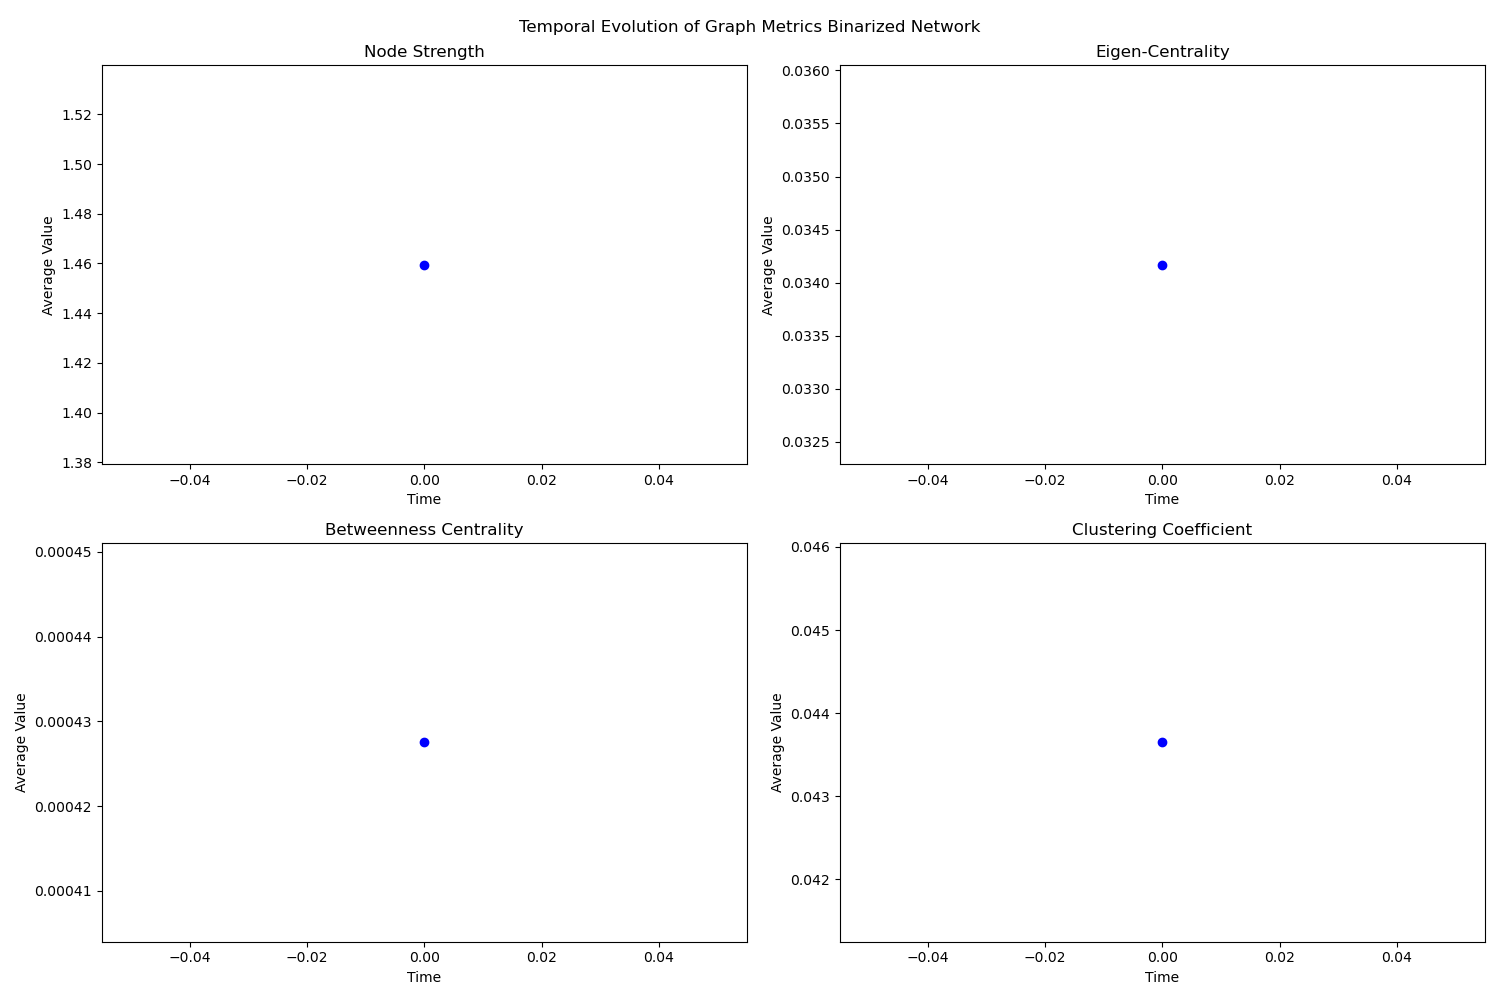 Temporal Evolution of Graph Metrics Binarized Network
Node Strength
1.52
1.50
1.48
1.46
1.44
1.42
1.40
1.38
Average Value
−0.04 −0.02 0.00 0.02 0.04
Time
Eigen-Centrality
0.0360
0.0355
0.0350
0.0345
0.0340
0.0335
0.0330
0.0325
Average Value
−0.04 −0.02 0.00 0.02 0.04
Time
Betweenness Centrality
0.00045
0.00044
0.00043
0.00042
0.00041
Average Value
−0.04 −0.02 0.00 0.02 0.04
Time
Clustering Coefficient
0.046
0.045
0.044
0.043
0.042
Average Value
−0.04 −0.02 0.00 0.02 0.04
Time